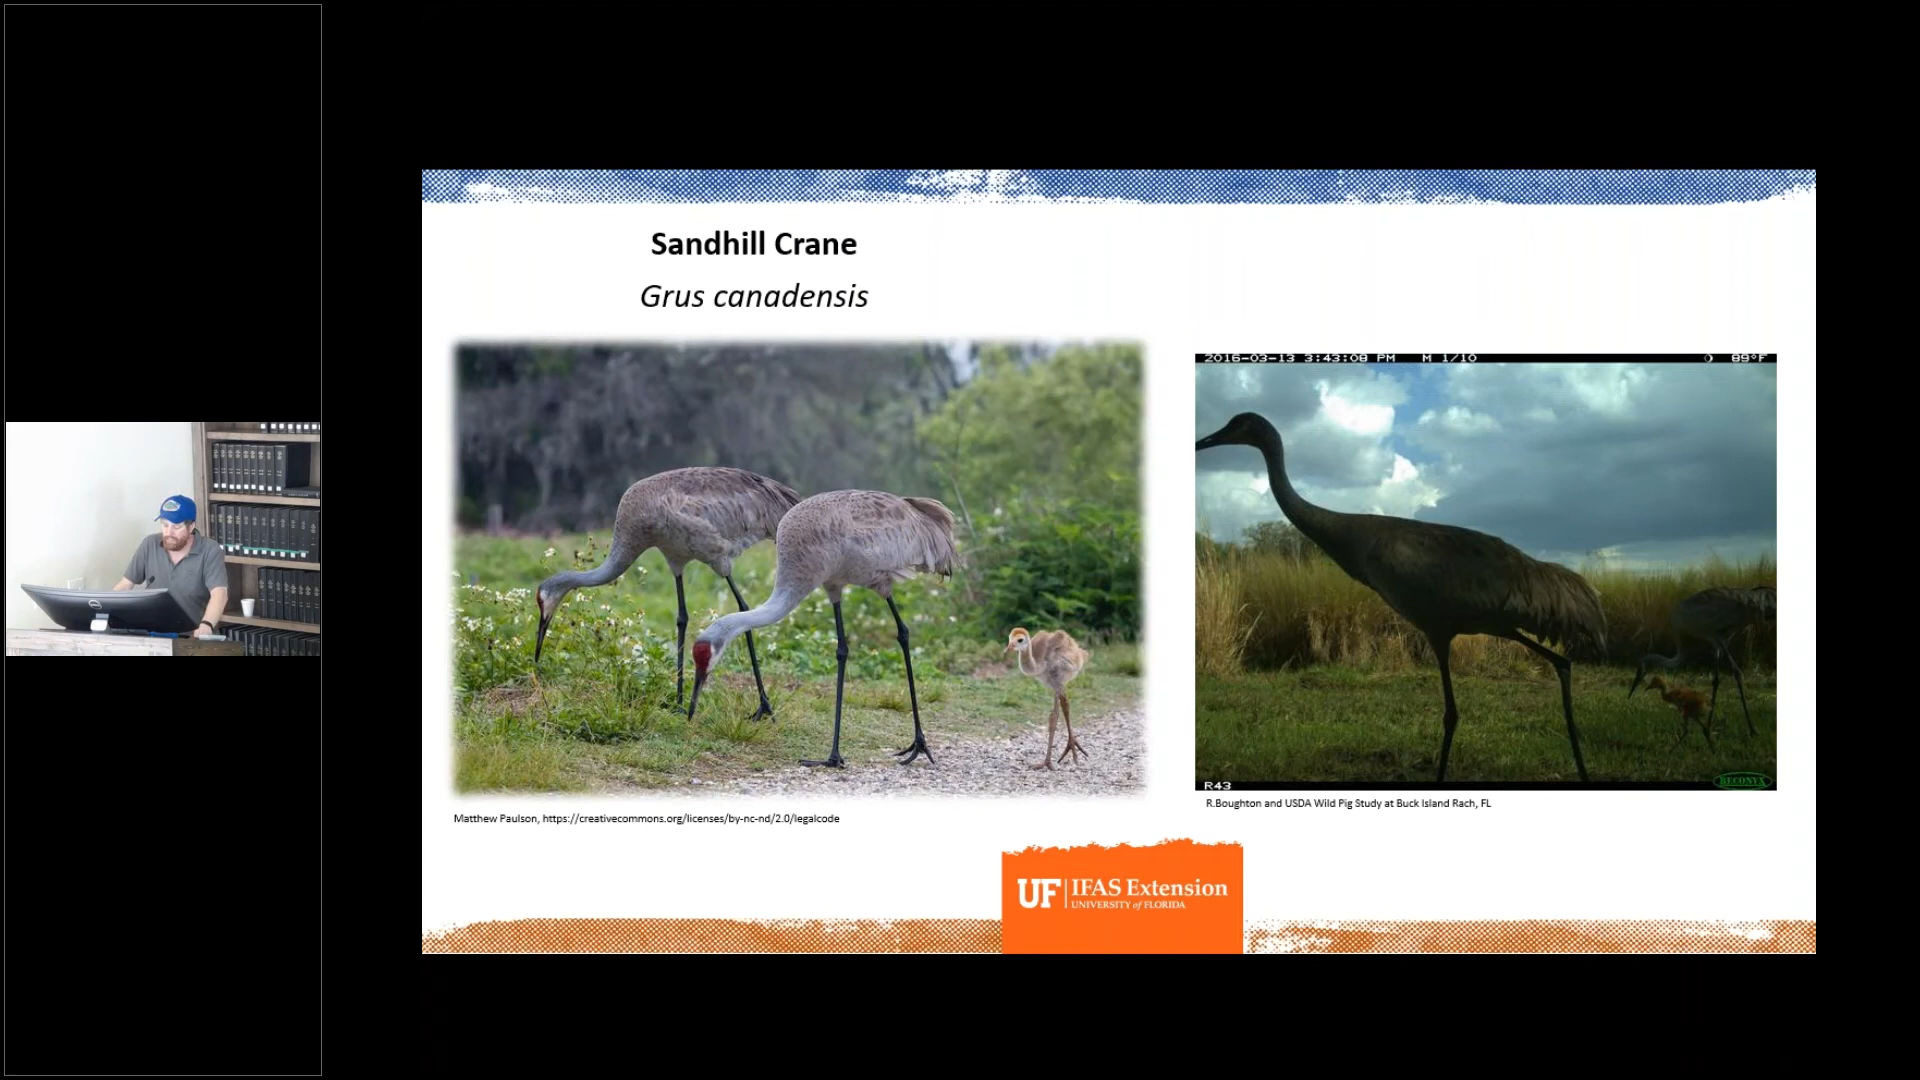 Sandhill Crane
Grus canadensis
2016-03-13 3:43:08 PM M 1/10 89°F
R43 RECONYX
R.Boughton and USDA Wild Pig Study at Buck Island Rach, FL
Matthew Paulson, https://creativecommons.org/licenses/by-nc-nd/2.0/legalcode
UF IFAS Extension
UNIVERSITY of FLORIDA